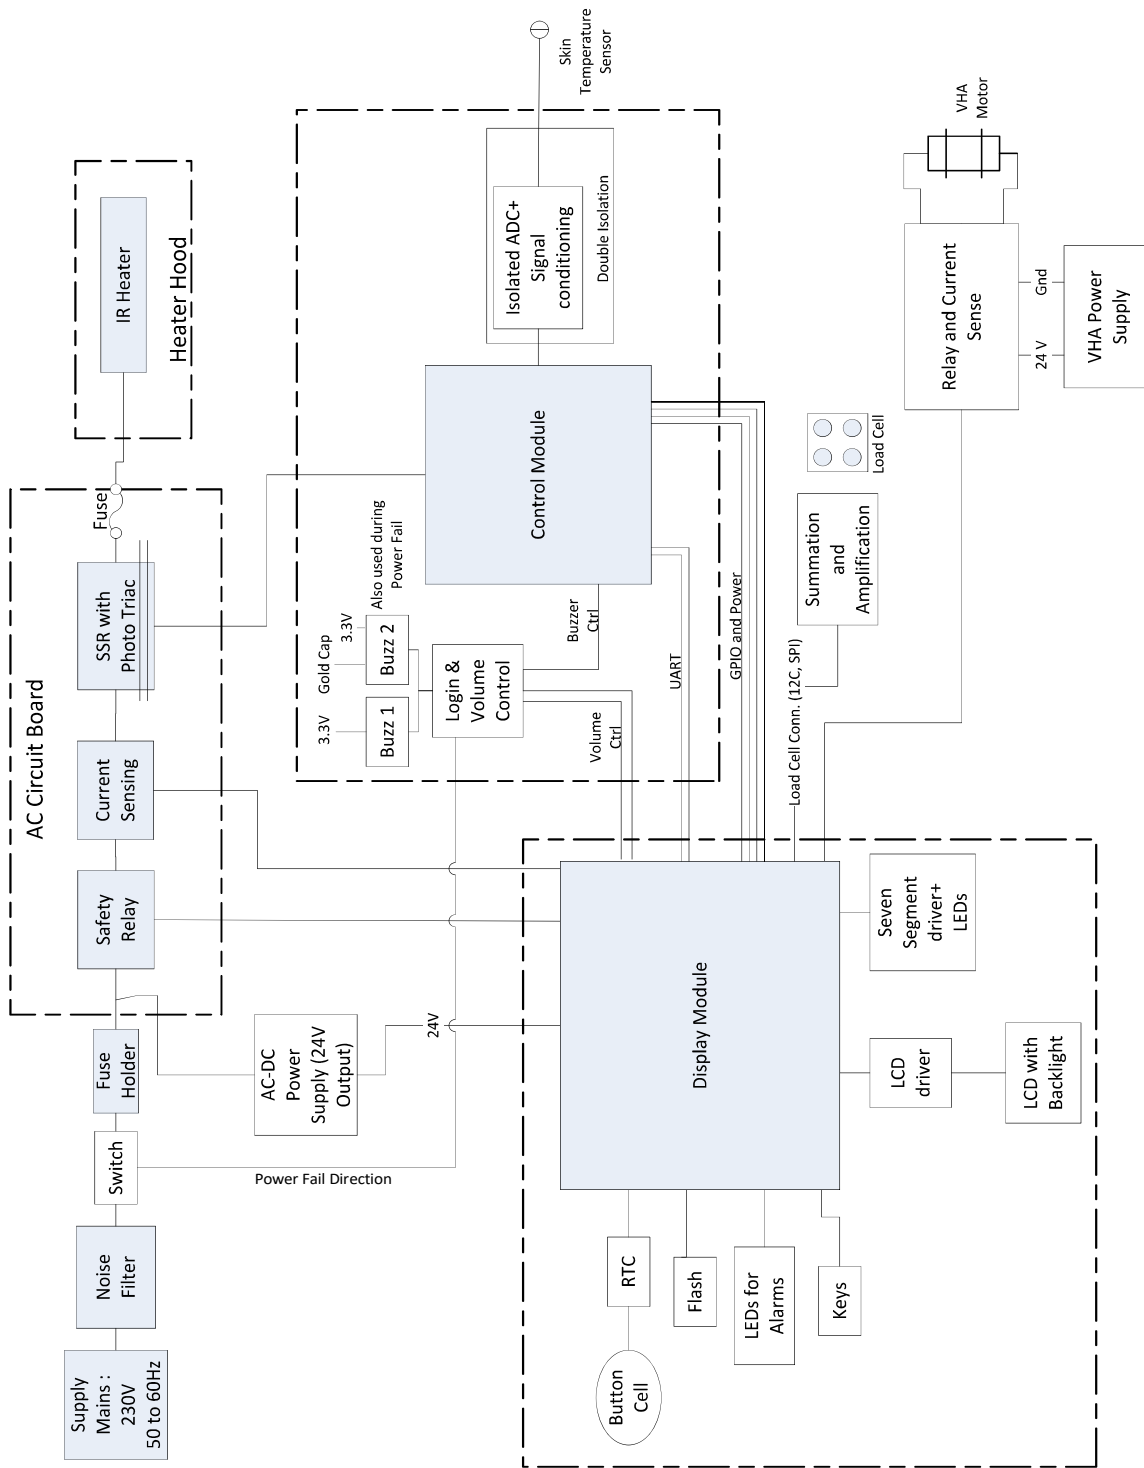 Supply
Mains :
230V
50 to 60Hz
Noise
Filter
Switch
Fuse
Holder
AC Circuit Board
Safety
Relay
Current
Sensing
SSR with
Photo Triac
Fuse
IR Heater
Heater Hood
AC-DC
Power
Supply (24V
Output)
24V
Power Fail Direction
3.3V
Gold Cap
3.3V
Also used during
Power Fail
Buzz 1
Buzz 2
Login &
Volume
Control
Buzzer
Ctrl
Volume
Ctrl
Control Module
Isolated ADC+
Signal
conditioning
Double Isolation
Skin
Temperature
Sensor
UART
GPIO and Power
Load Cell Conn. (12C, SPI)
Summation
and
Amplification
Load Cell
Relay and Current
Sense
VHA
Motor
24 V
Gnd
VHA Power
Supply
Display Module
Button
Cell
RTC
Flash
LEDs for
Alarms
Keys
LCD
driver
LCD with
Backlight
Seven
Segment
driver+
LEDs